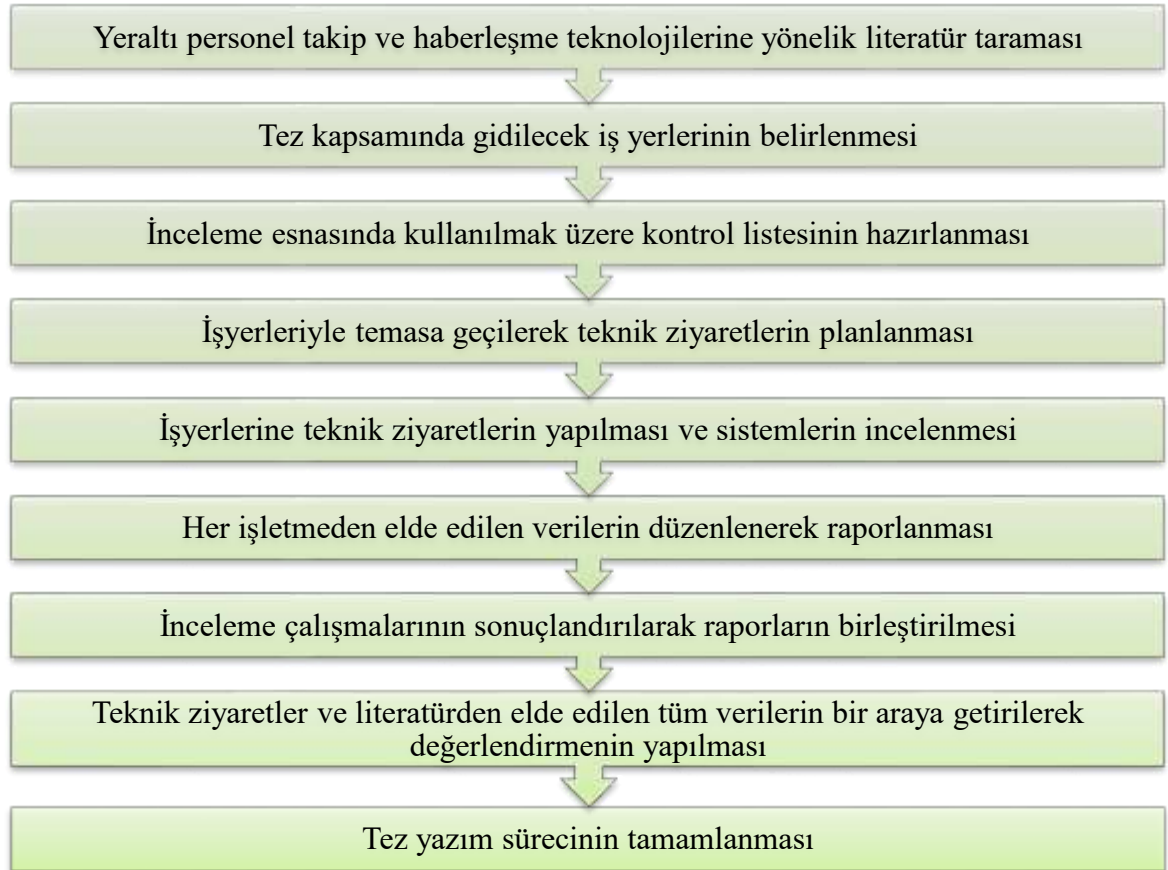 Yeraltı personel takip ve haberleşme teknolojilerine yönelik literatür taraması
Tez kapsamında gidilecek iş yerlerinin belirlenmesi
İnceleme esnasında kullanılmak üzere kontrol listesinin hazırlanması
İşyerleriyle temasa geçilerek teknik ziyaretlerin planlanması
İşyerlerine teknik ziyaretlerin yapılması ve sistemlerin incelenmesi
Her işletmeden elde edilen verilerin düzenlenerek raporlanması
İnceleme çalışmalarının sonuçlandırılarak raporların birleştirilmesi
Teknik ziyaretler ve literatürden elde edilen tüm verilerin bir araya getirilerek
değerlendirmenin yapılması
Tez yazım sürecinin tamamlanması